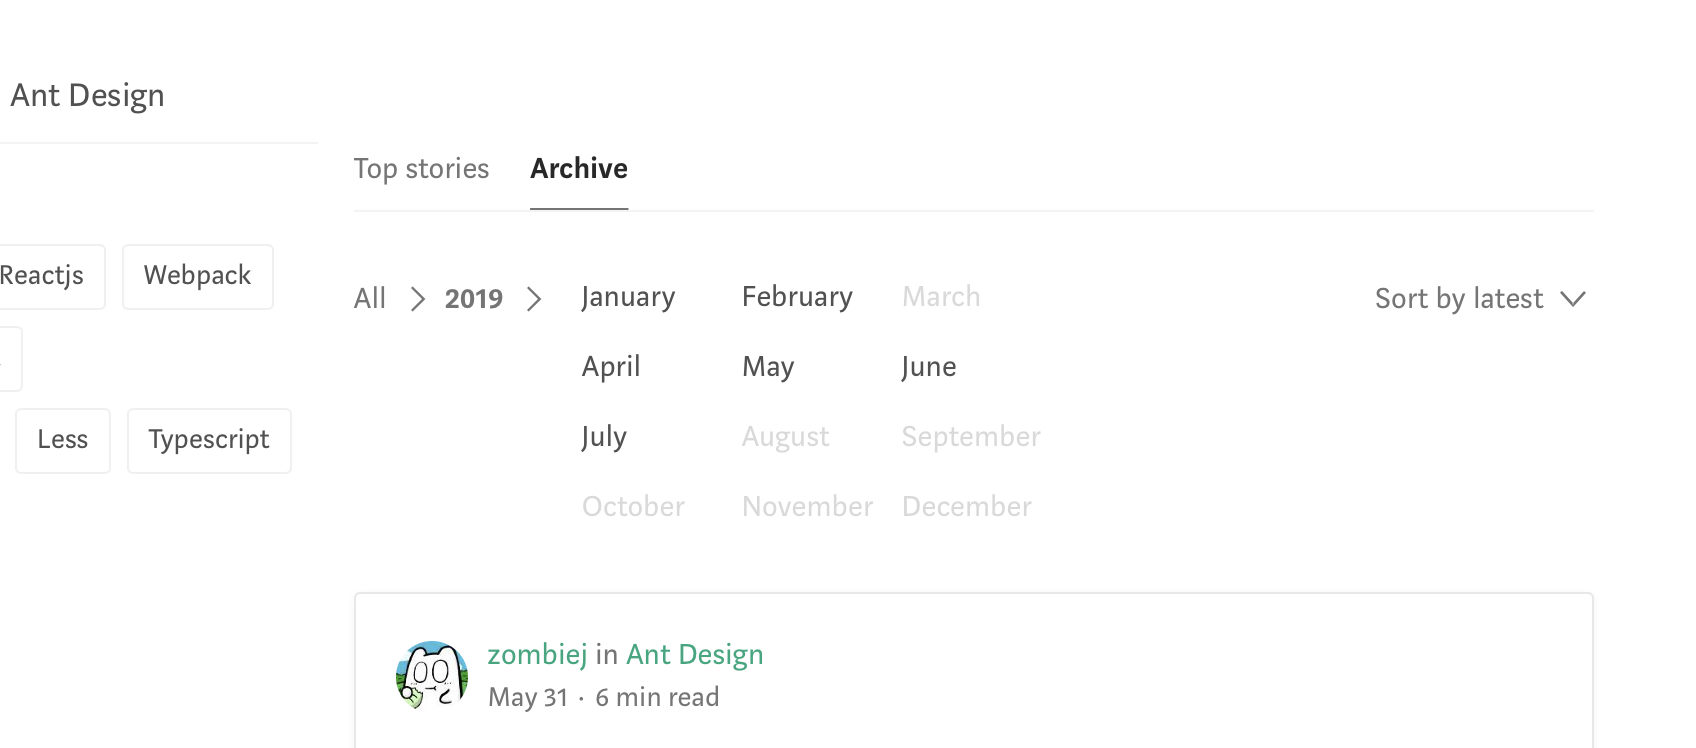 Ant Design
Reactjs
Webpack
Less
Typescript
Top stories
Archive
All
2019
January
February
March
April
May
June
July
August
September
October
November
December
Sort by latest
zombiej in Ant Design
May 31 · 6 min read